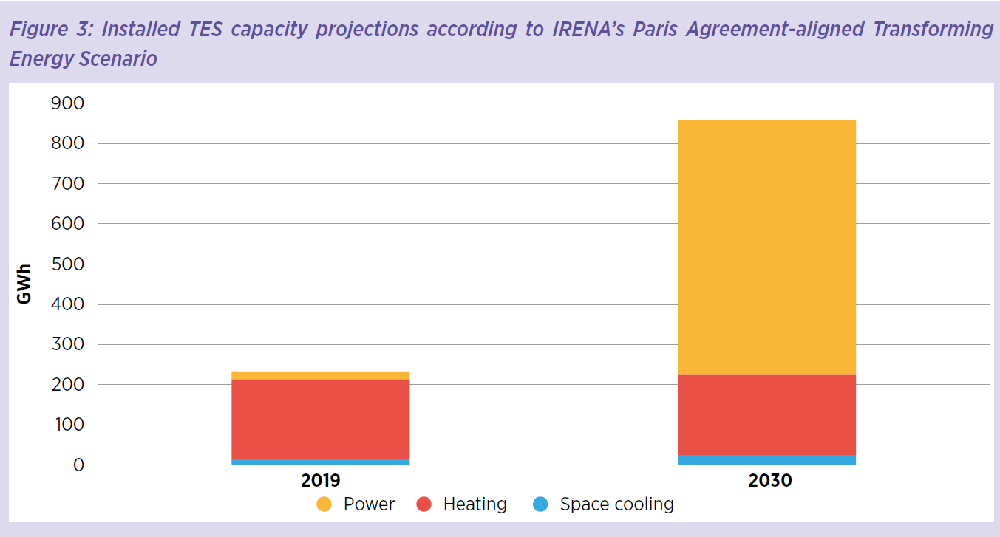 Figure 3: Installed TES capacity projections according to IRENA’s Paris Agreement-aligned Transforming
Energy Scenario
900
800
700
600
500
400
300
200
100
0
GWh
2019
2030
Power
Heating
Space cooling